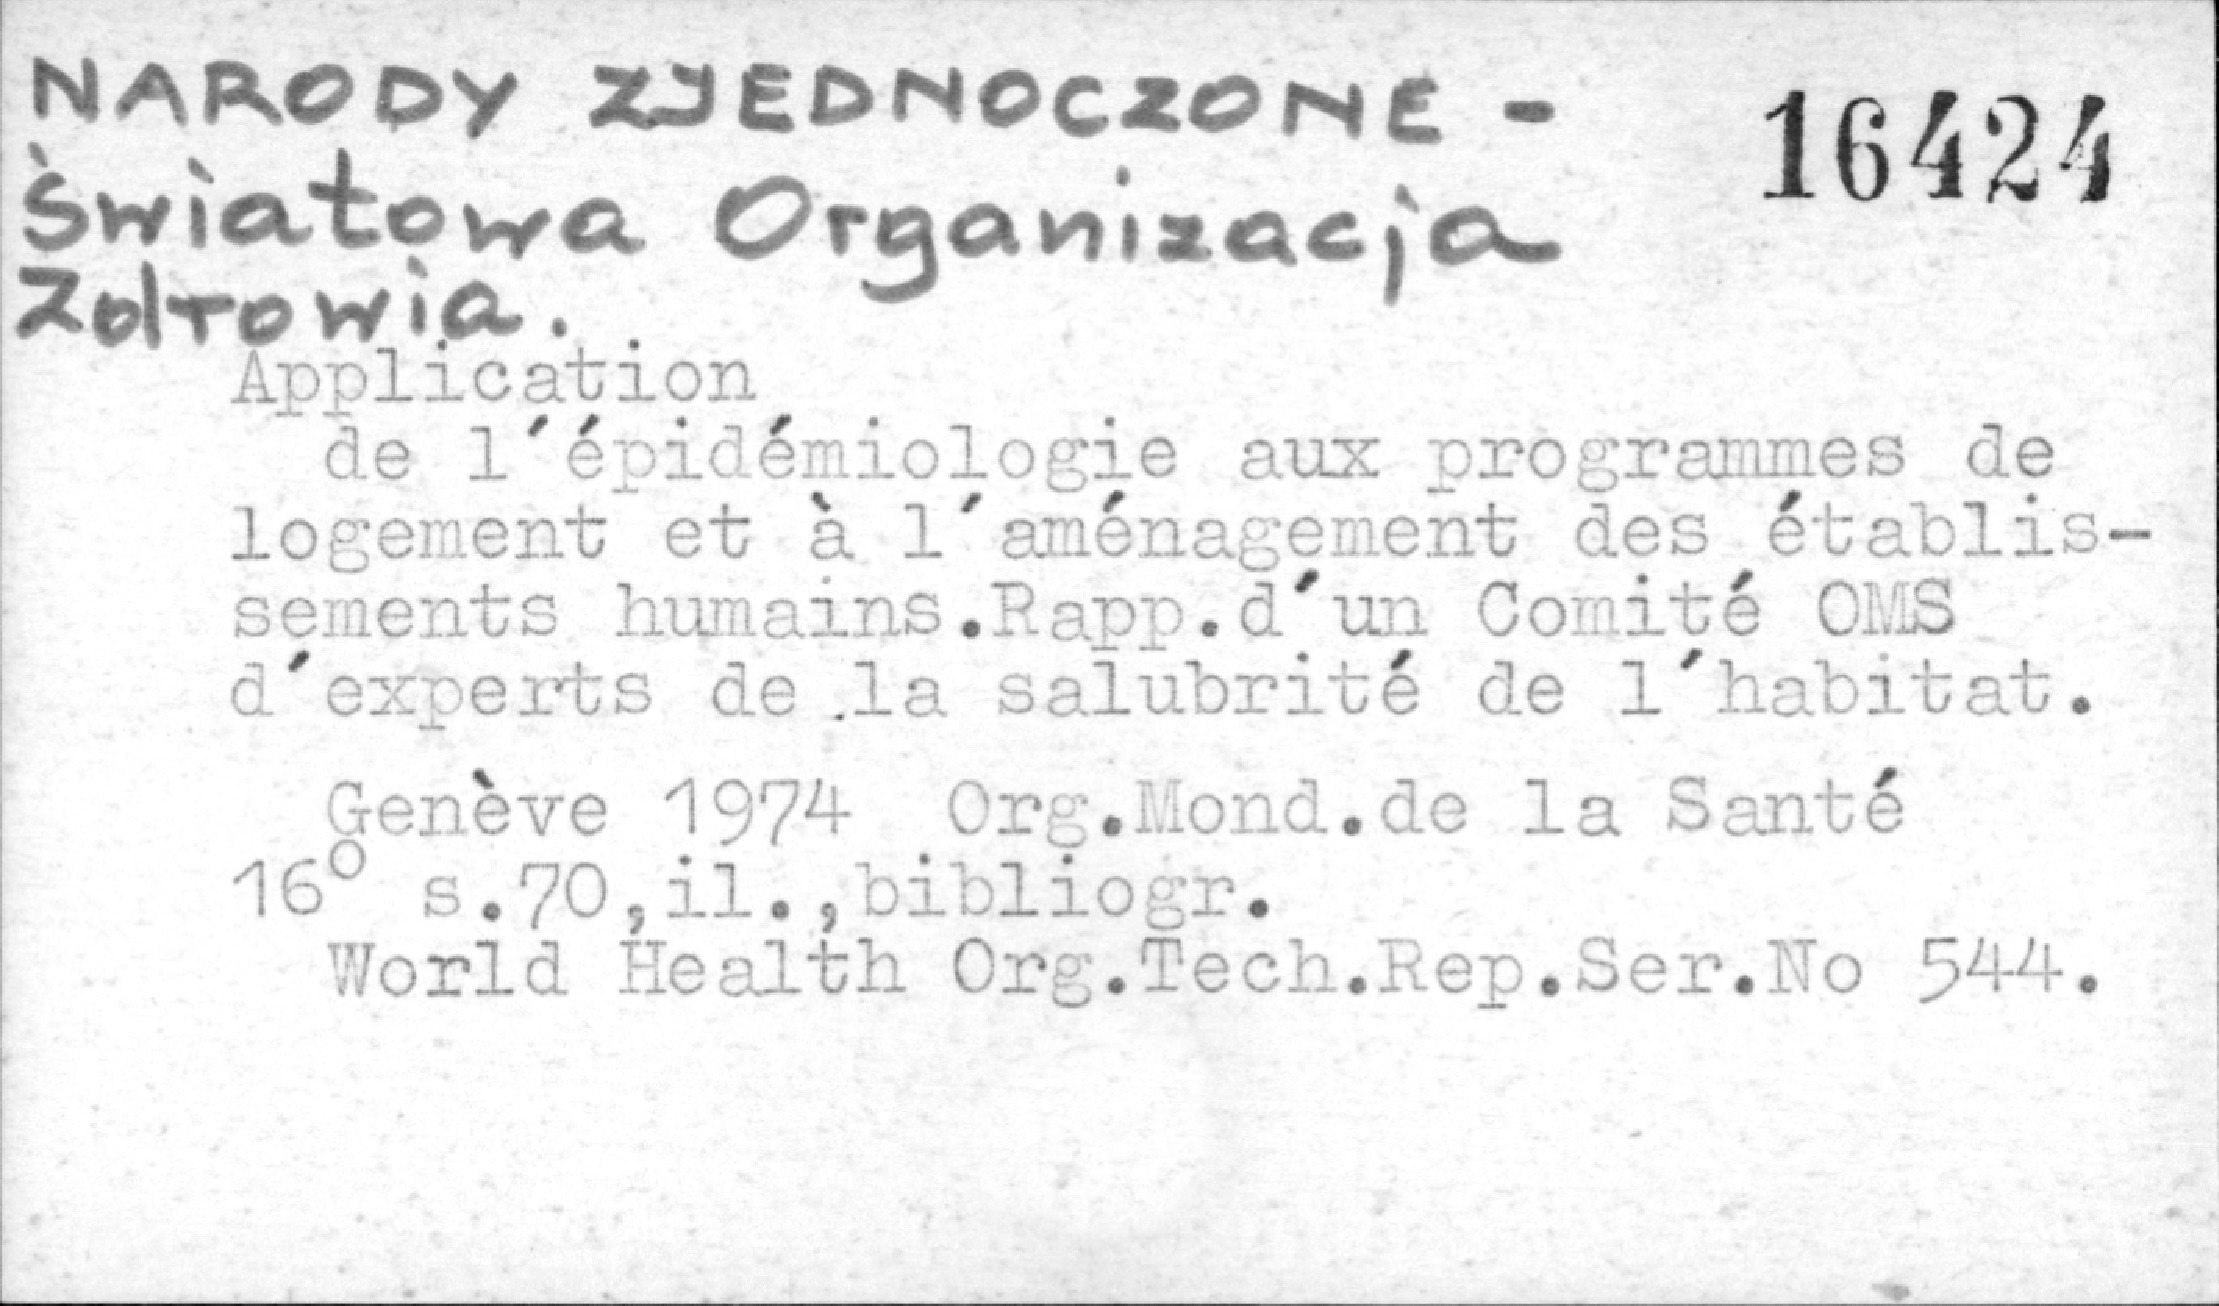 NARODY ZJEDNOCZONE -
16424
Światowa Organizacja
Zdrowia.
Application
de l'épidémiologie aux programmes de
logement et à l'aménagement des établis-
sements humains.Rapp.d'un Comité OMS
d'experts de la salubrité de l'habitat.
Genève 1974 Org.Mond.de la Santé
16° s.70,il.,bibliogr.
World Health Org.Tech.Rep.Ser.No 544.